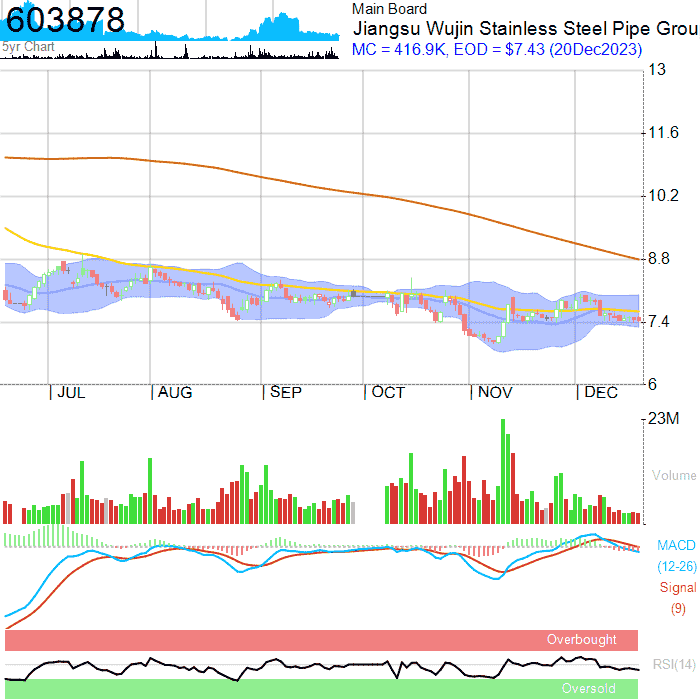 603878
Main Board
Jiangsu Wujin Stainless Steel Pipe Grou
5yr Chart
MC = 416.9K, EOD = $7.43 (20Dec2023)
13
11.6
10.2
8.8
7.4
6
JUL AUG SEP OCT NOV DEC
23M
Volume
MACD
(12-26)
Signal
(9)
Overbought
RSI(14)
Oversold